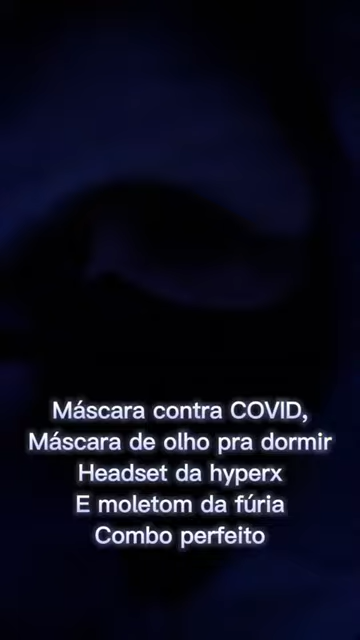 Máscara contra COVID,
Máscara de olho pra dormir
Headset da hyperx
E moletom da fúria
Combo perfeito